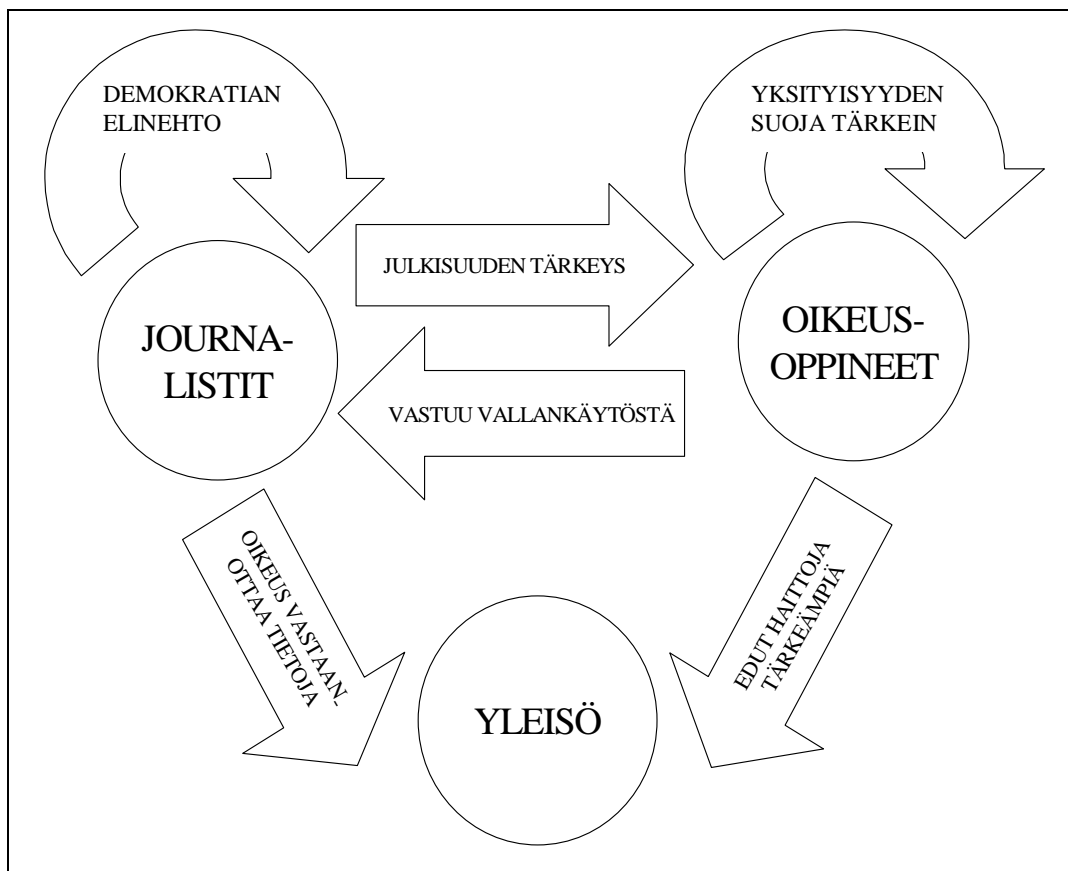 DEMOKRATIAN
ELINEHTO
YKSITYISYYDEN
SUOJA TÄRKEIN
JULKISUUDEN TÄRKEYS
JOURNA-
LISTIT
OIKEUS-
OPPINEET
VASTUU VALLANKÄYTÖSTÄ
OIKEUS VASTAAN-
OTTAA TIETOJA
EDUT HAITTOJA
TÄRKEÄMPIÄ
YLEISÖ